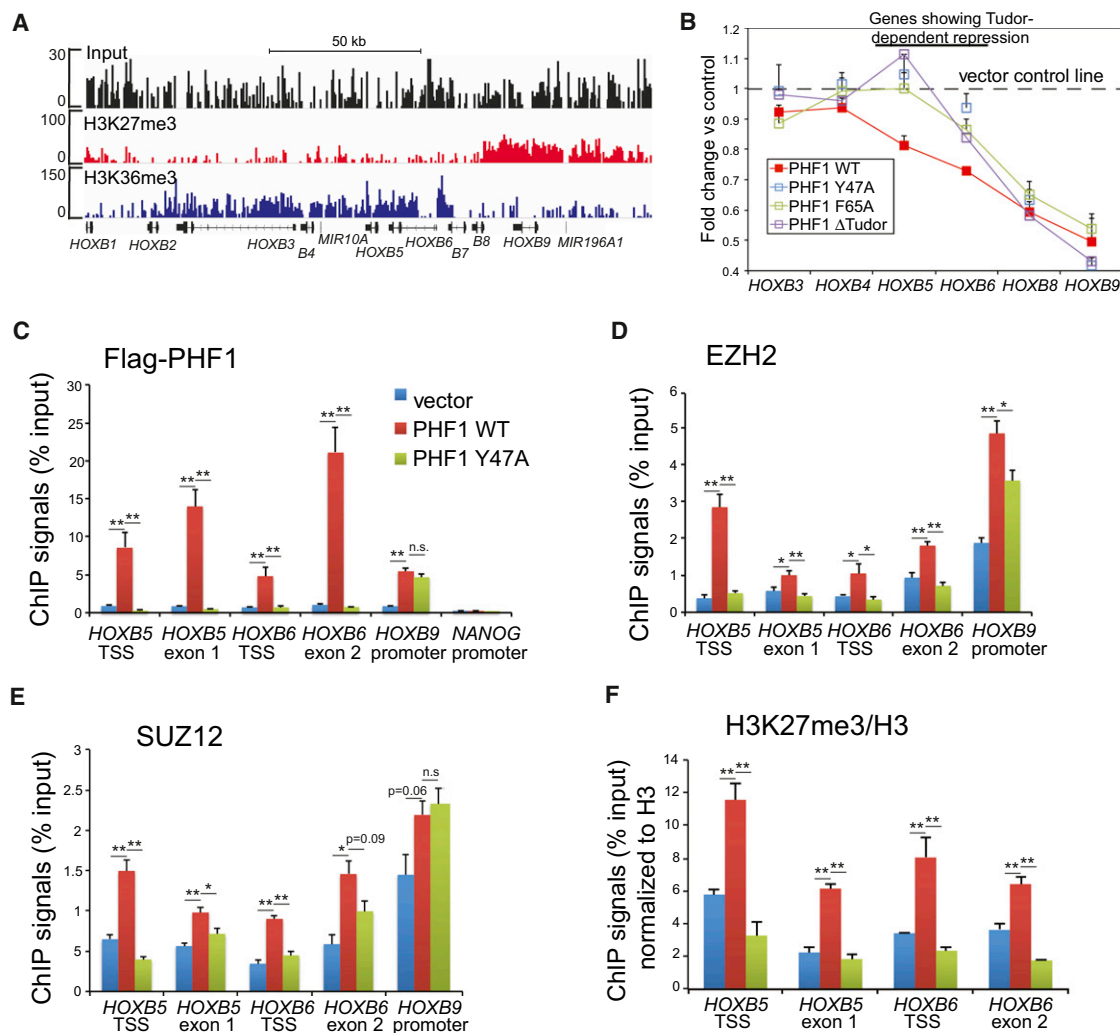 A
50 kb
30
Input
0
100
H3K27me3
0
150
H3K36me3
0
HOXB1
HOXB2
HOXB3
B4
MIR10A
HOXB5
HOXB6
B7
B8
HOXB9
MIR196A1
B
Genes showing Tudor-
dependent repression
vector control line
Fold change vs control
1.2
1.1
1
0.9
0.8
0.7
0.6
0.5
0.4
PHF1 WT
PHF1 Y47A
PHF1 F65A
PHF1 ΔTudor
HOXB3 HOXB4 HOXB5 HOXB6 HOXB8 HOXB9
C
Flag-PHF1
ChIP signals (% input)
30
25
20
15
10
5
0
vector
PHF1 WT
PHF1 Y47A
** **
** **
** **
** **
** n.s.
HOXB5 HOXB5 HOXB6 HOXB6 HOXB9 NANOG
TSS exon 1 TSS exon 2 promoter promoter
D
EZH2
ChIP signals (% input)
6
5
4
3
2
1
0
** **
* **
* *
** **
** *
HOXB5 HOXB5 HOXB6 HOXB6 HOXB9
TSS exon 1 TSS exon 2 promoter
E
SUZ12
ChIP signals (% input)
3
2.5
2
1.5
1
5
0
** **
** *
** **
* p=0.09
p=0.06 n.s
HOXB5 HOXB5 HOXB6 HOXB6 HOXB9
TSS exon 1 TSS exon 2 promoter
F
H3K27me3/H3
ChIP signals (% input)
normalized to H3
14
12
10
8
6
4
2
0
** **
** **
** **
** **
HOXB5 HOXB5 HOXB6 HOXB6
TSS exon 1 TSS exon 2